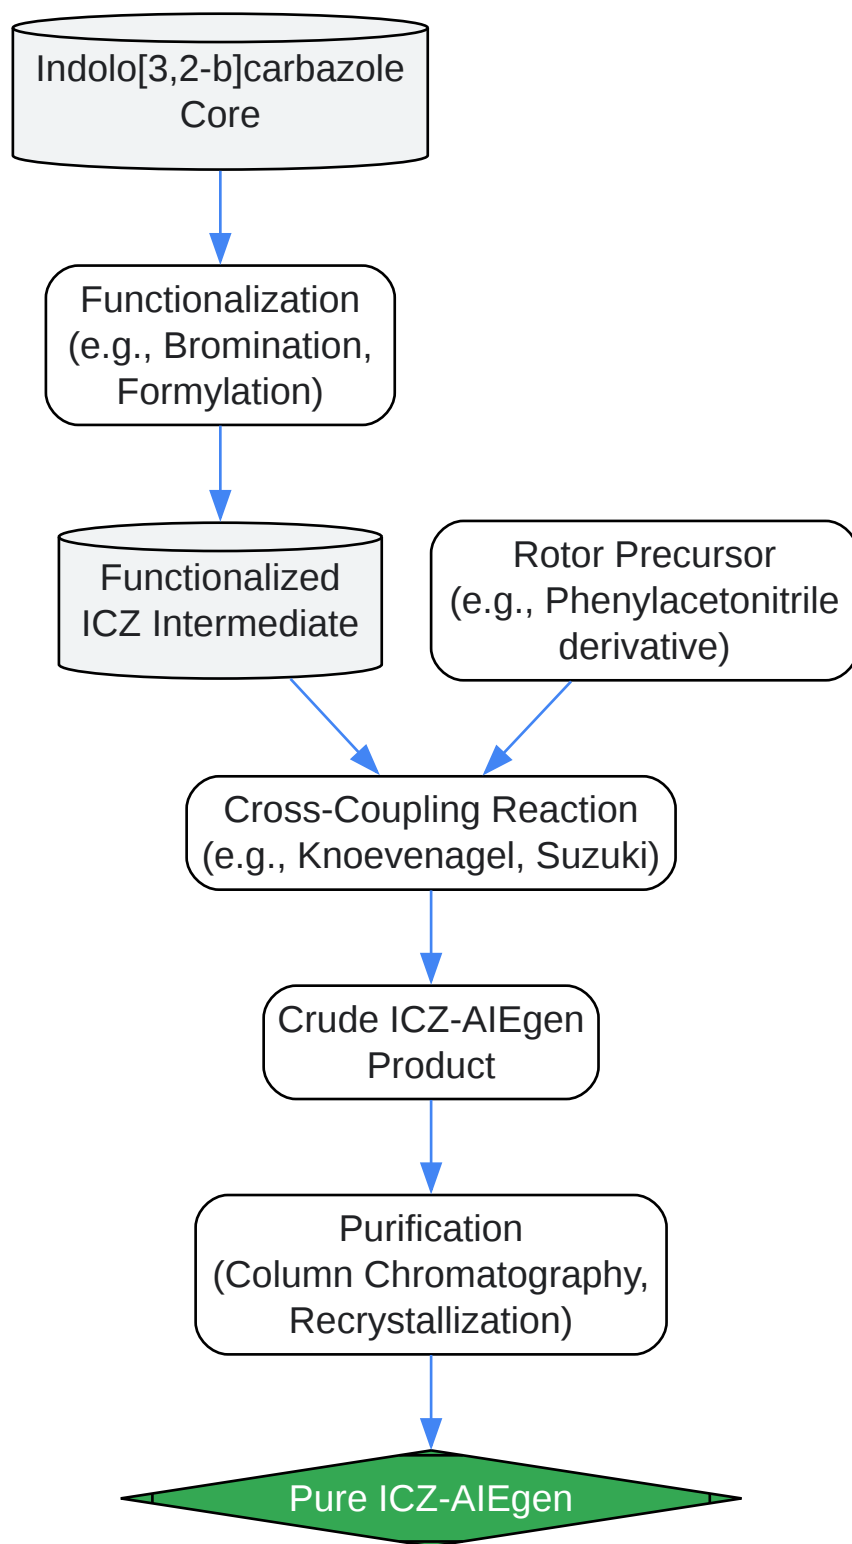 Indolo[3,2-b]carbazole
Core
Functionalization
(e.g., Bromination,
Formylation)
Functionalized
ICZ Intermediate
Rotor Precursor
(e.g., Phenylacetonitrile
derivative)
Cross-Coupling Reaction
(e.g., Knoevenagel, Suzuki)
Crude ICZ-AIEgen
Product
Purification
(Column Chromatography,
Recrystallization)
Pure ICZ-AIEgen